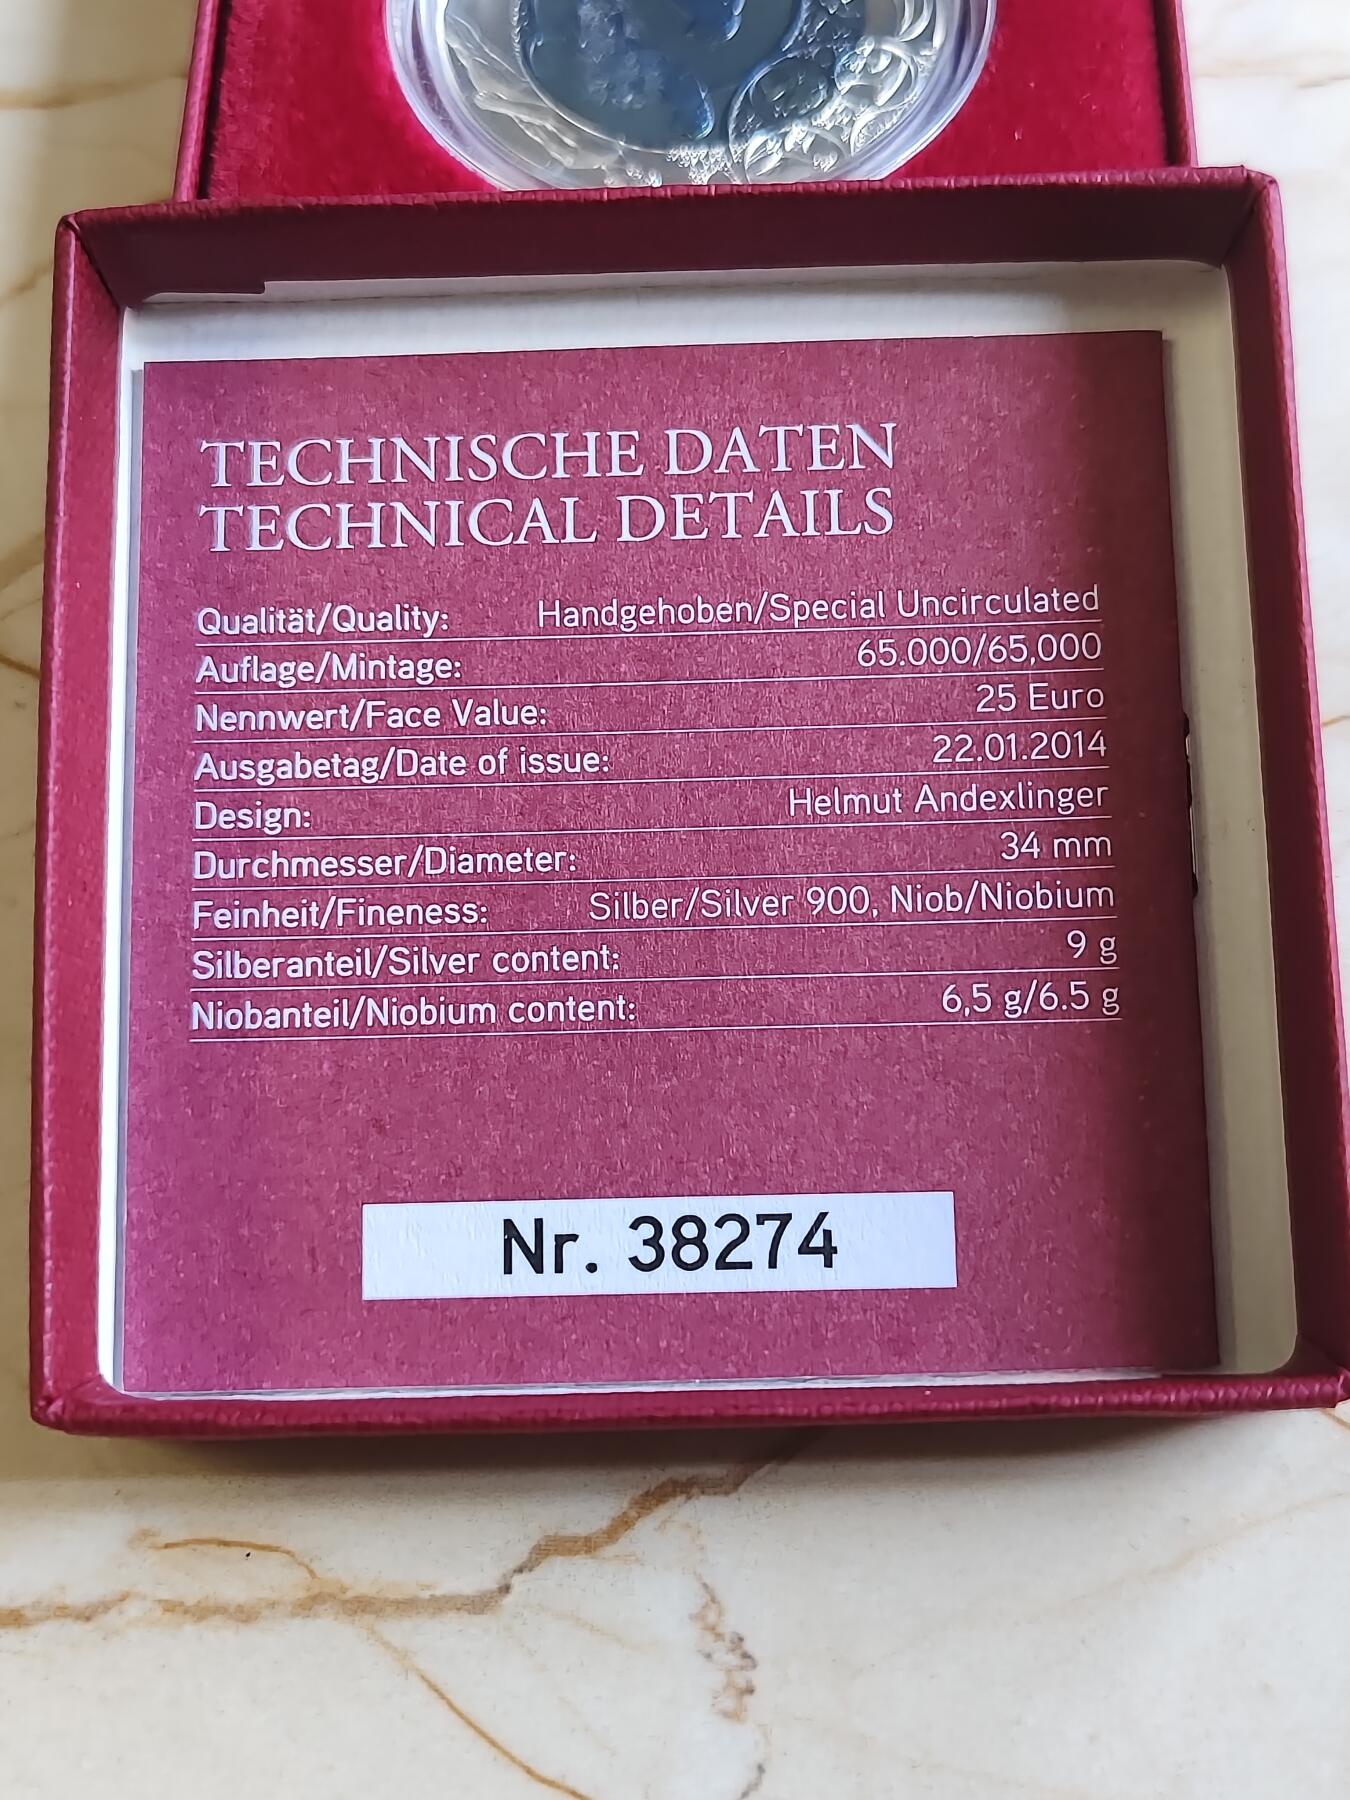 TECHNISCHE DATEN
TECHNICAL DETAILS
Qualität/Quality: Handgehoben/Special Uncirculated
Auflage/Mintage: 65.000/65,000
Nennwert/Face Value: 25 Euro
Ausgabetag/Date of issue: 22.01.2014
Design: Helmut Andexlinger
Durchmesser/Diameter: 34 mm
Feinheit/Fineness: Silber/Silver 900, Niob/Niobium
Silberanteil/Silver content: 9 g
Niobanteil/Niobium content: 6,5 g/6.5 g
Nr. 38274